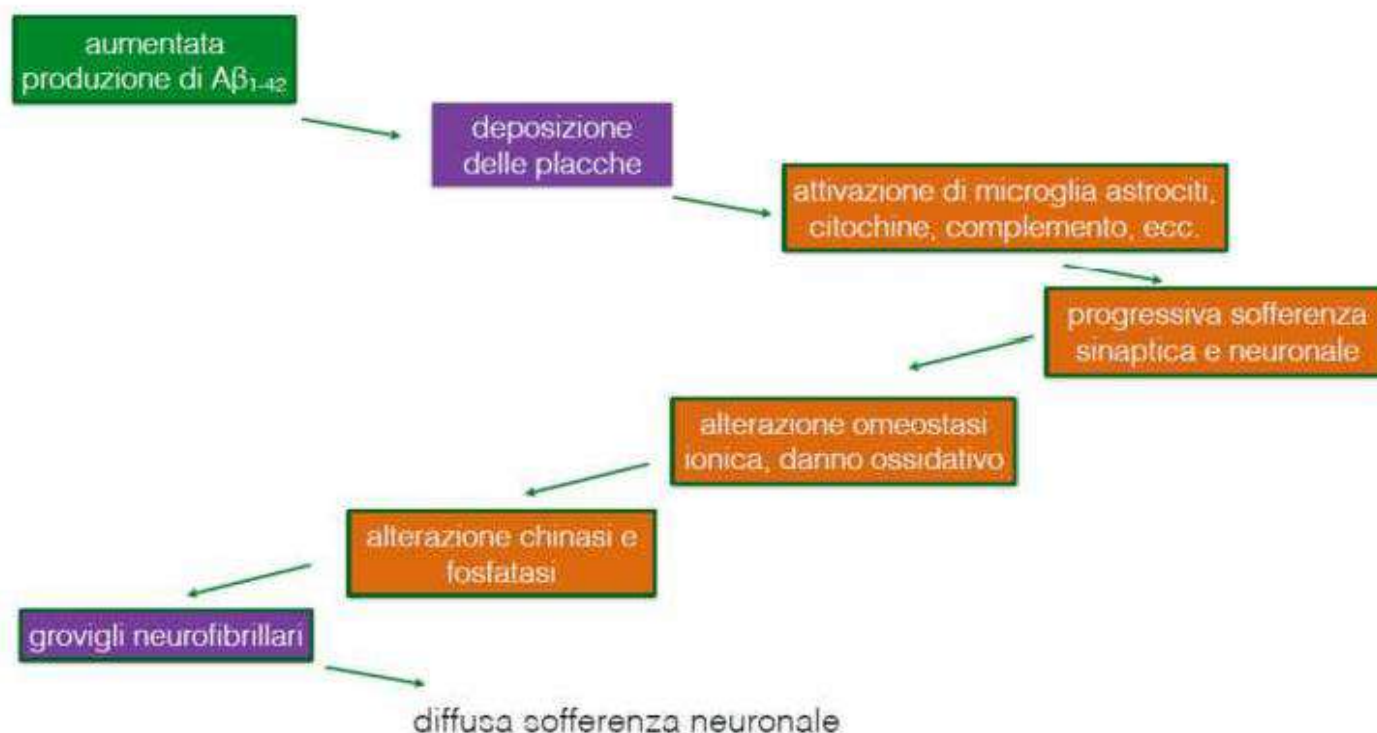 aumentata
produzione di Aβ₁₋₄₂
deposizione
delle placche
attivazione di microglia astrociti,
citochine, complemento, ecc.
progressiva sofferenza
sinaptica e neuronale
alterazione omeostasi
ionica, danno ossidativo
alterazione chinasi e
fosfatasi
grovigli neurofibrillari
diffusa sofferenza neuronale